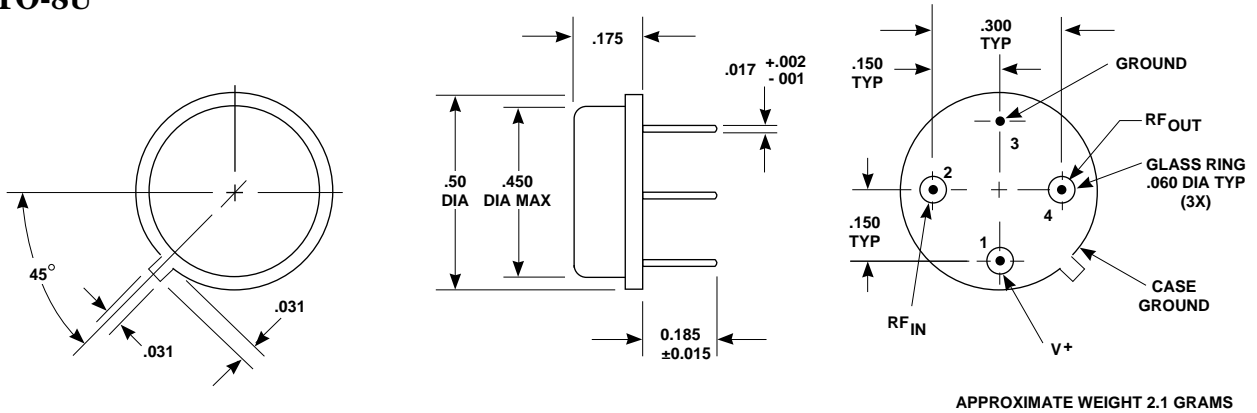 TO-8U
45°
.031
.031
.175
.50
DIA
.450
DIA MAX
.017 +.002
- 001
0.185
±0.015
.300
TYP
.150
TYP
GROUND
3
RFOUT
GLASS RING
.060 DIA TYP
(3X)
2
4
.150
TYP
1
CASE
GROUND
RFIN
V+
APPROXIMATE WEIGHT 2.1 GRAMS